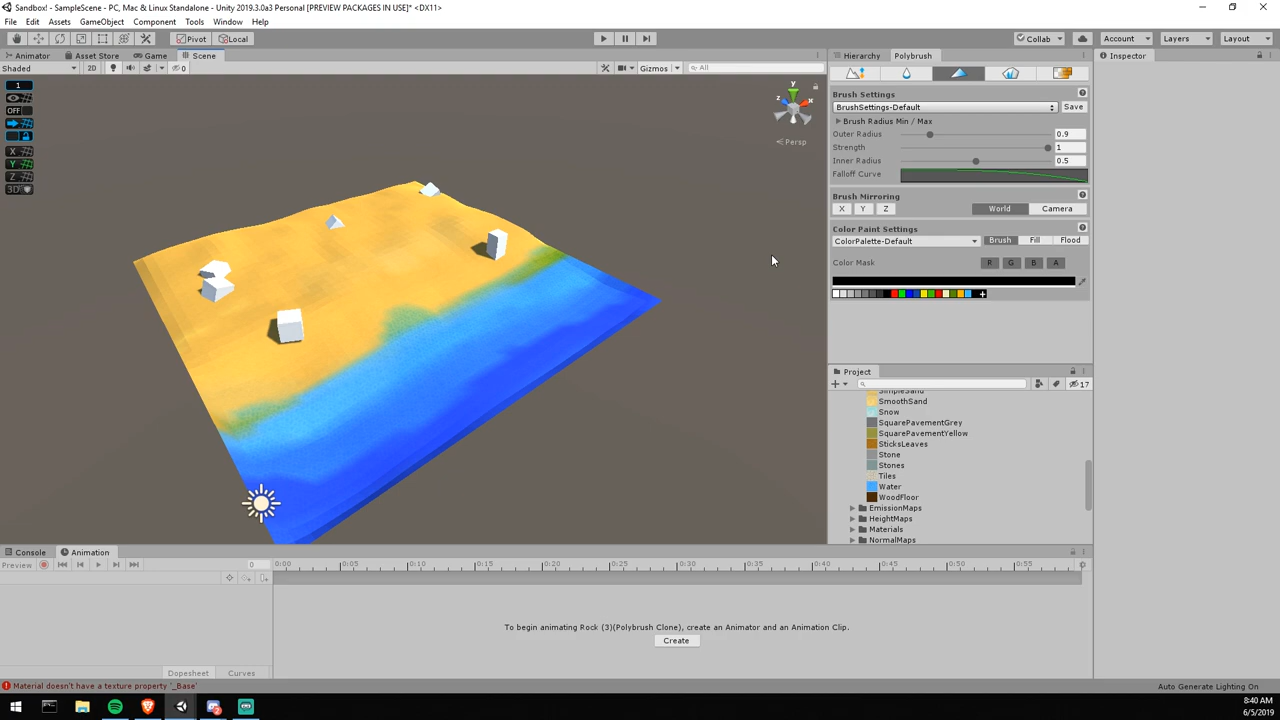 Sandbox! - SampleScene - PC, Mac & Linux Standalone - Unity 2019.3.0a3 Personal [PREVIEW PACKAGES IN USE]* <DX11>
File Edit Assets GameObject Component Tools Window Help
Pivot Local Collab Account Layers Layout
Animator Asset Store Game Scene
Hierarchy Polybrush Inspector
Shaded 2D 0 Gizmos All
1
OFF
X
Y
Z
3D
y
z x
Persp
Brush Settings
BrushSettings-Default Save
Brush Radius Min / Max
Outer Radius 0.9
Strength 1
Inner Radius 0.5
Falloff Curve
Brush Mirroring
X Y Z World Camera
Color Paint Settings
ColorPalette-Default Brush Fill Flood
Color Mask R G B A
Project
17
SimpleSand
SmoothSand
Snow
SquarePavementGrey
SquarePavementYellow
SticksLeaves
Stone
Stones
Tiles
Water
WoodFloor
EmissionMaps
HeightMaps
Materials
NormalMaps
Console Animation
Preview 0 0:00 0:05 0:10 0:15 0:20 0:25 0:30 0:35 0:40 0:45 0:50 0:55
To begin animating Rock (3)(Polybrush Clone), create an Animator and an Animation Clip.
Create
Dopesheet Curves
Material doesn't have a texture property '_Base'
Auto Generate Lighting On
8:40 AM
6/5/2019